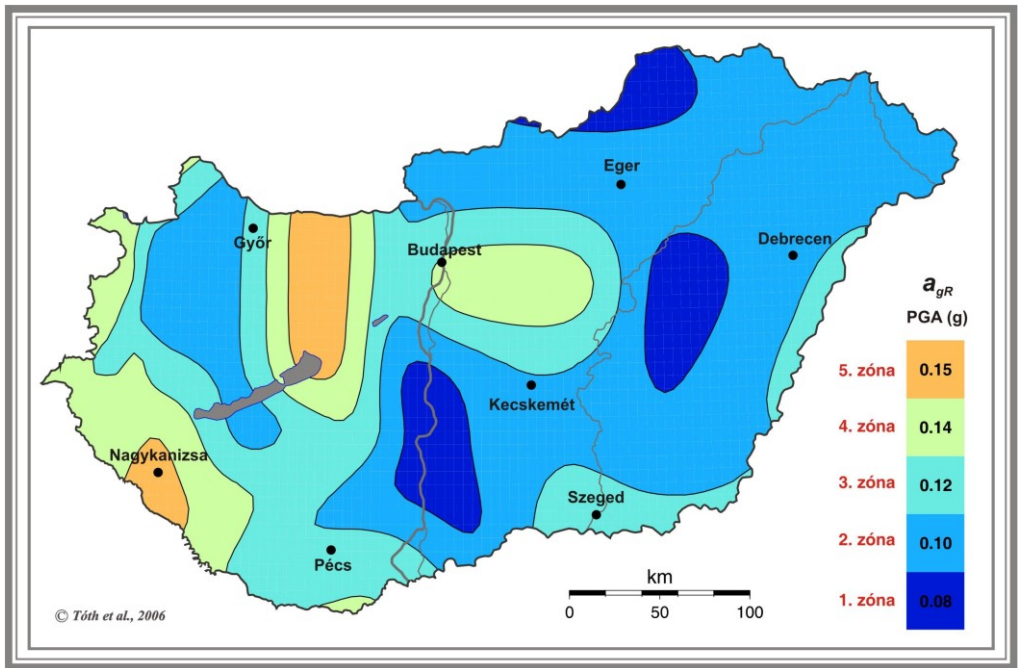 Eger
Győr
Budapest
Debrecen
a gR
PGA (g)
5. zóna 0.15
Kecskemét
4. zóna 0.14
Nagykanizsa
3. zóna 0.12
Szeged
2. zóna 0.10
Pécs
km
1. zóna 0.08
0 50 100
© Tóth et al., 2006